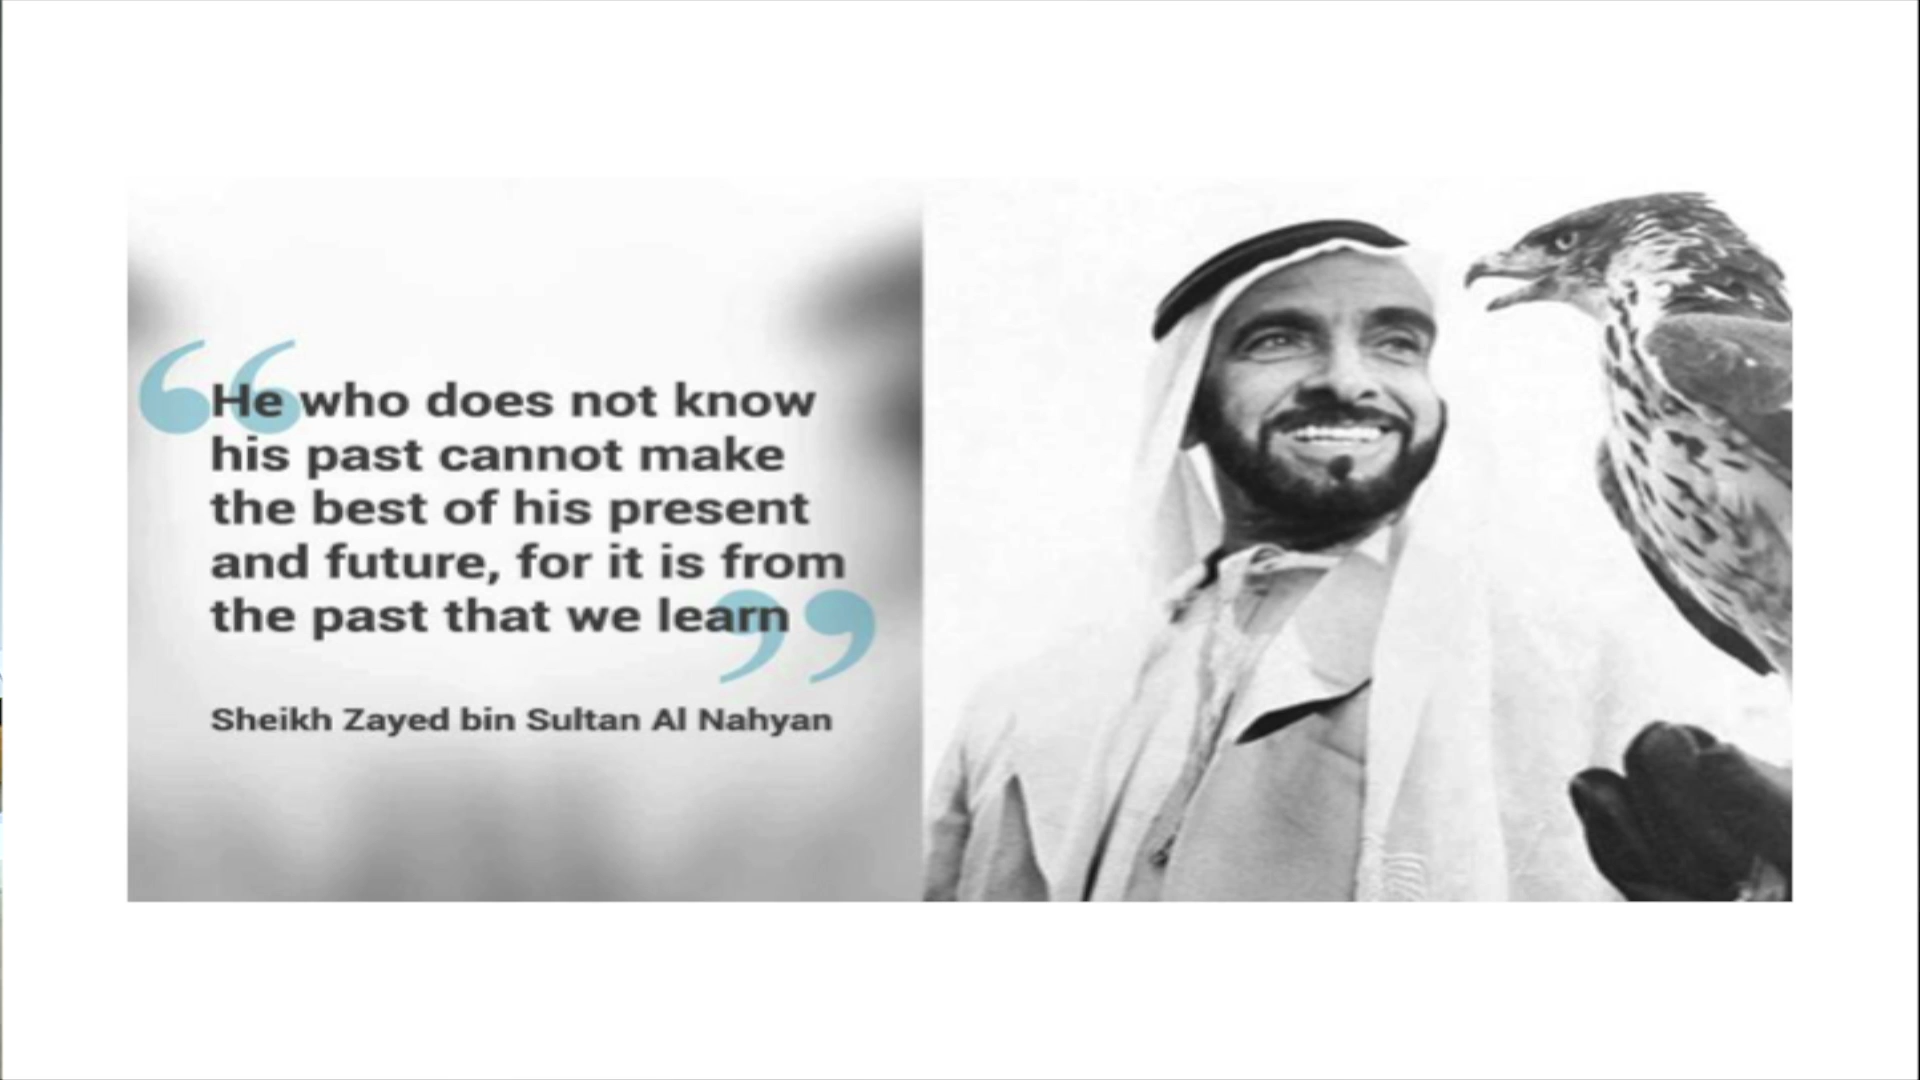 “He who does not know
his past cannot make
the best of his present
and future, for it is from
the past that we learn”
Sheikh Zayed bin Sultan Al Nahyan